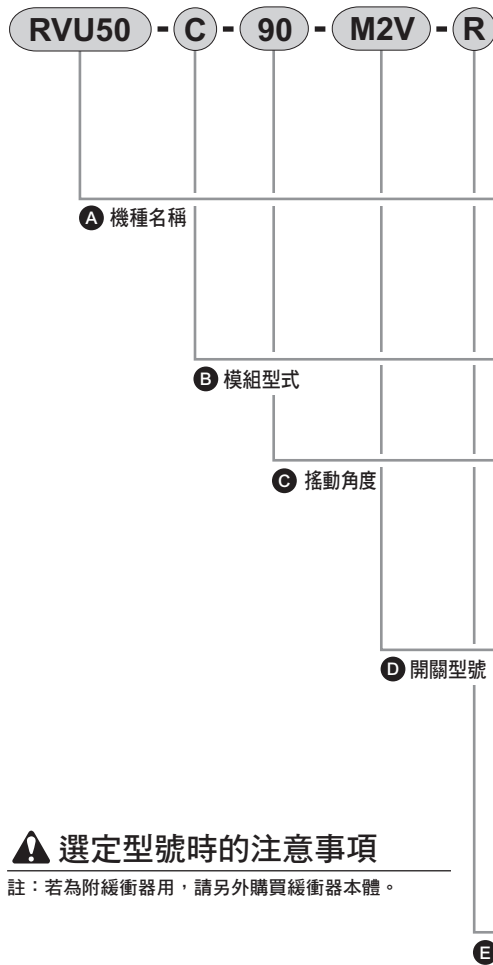 RVU50 - C - 90 - M2V - R
A 機種名稱
B 模組型式
C 搖動角度
D 開關型號
選定型號時的注意事項
註：若為附緩衝器用，請另外購買緩衝器本體。
E